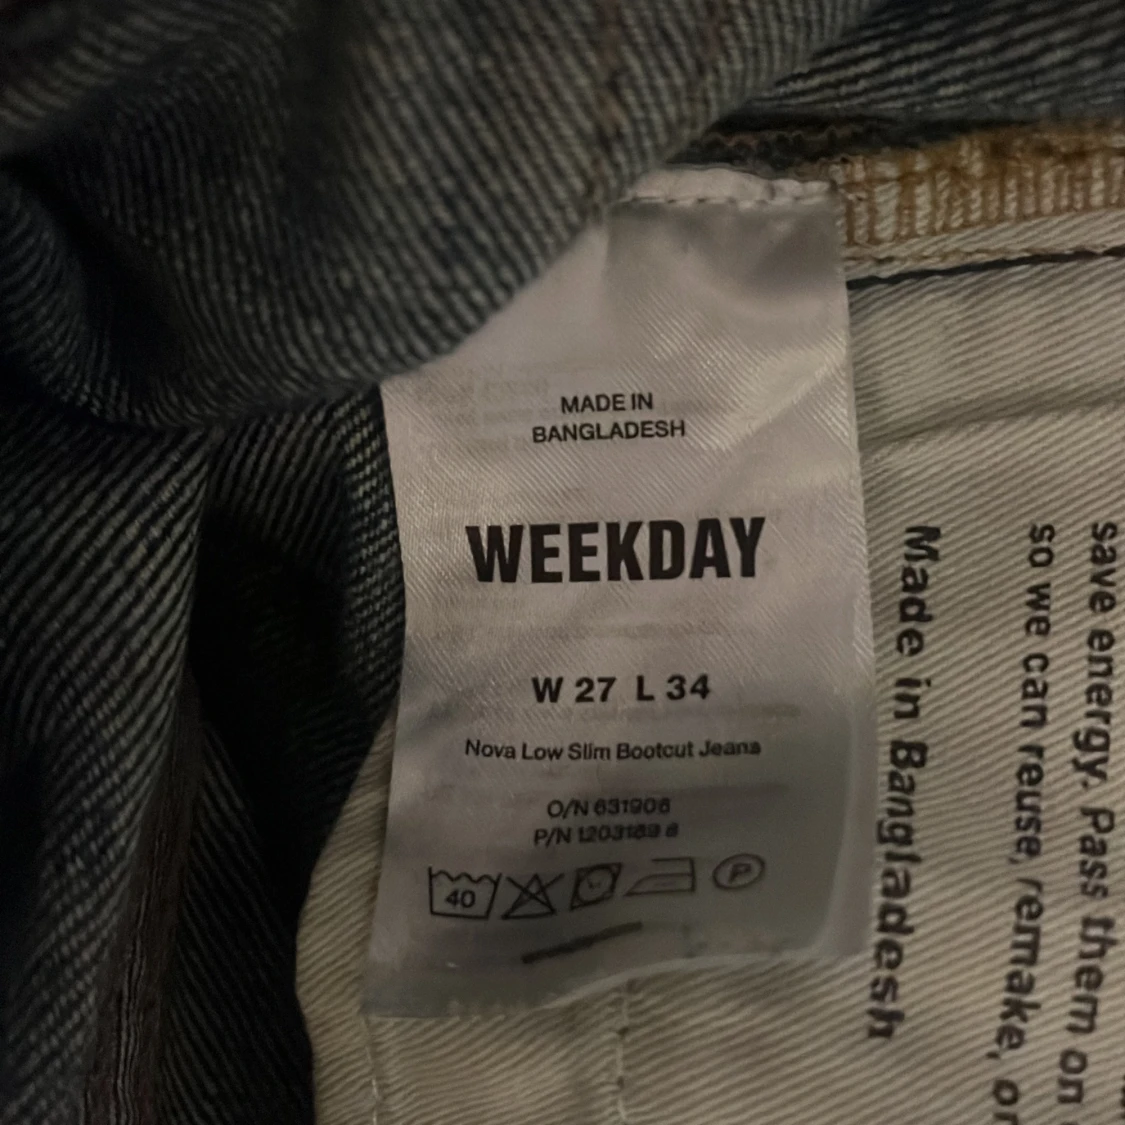 MADE IN
BANGLADESH
WEEKDAY
W 27 L 34
Nova Low Slim Bootcut Jeans
O/N 631906
P/N
40
P
save energy. Pass them on
so we can reuse, remake, or
Made in Bangladesh